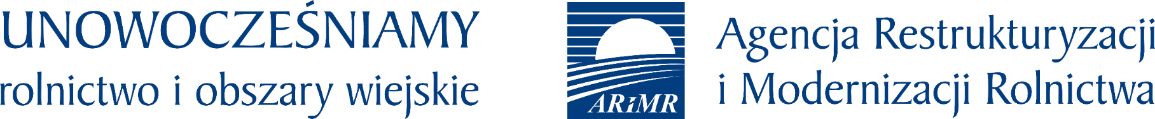 UNOWOCZEŚNIAMY
rolnictwo i obszary wiejskie
ARiMR
Agencja Restrukturyzacji
i Modernizacji Rolnictwa